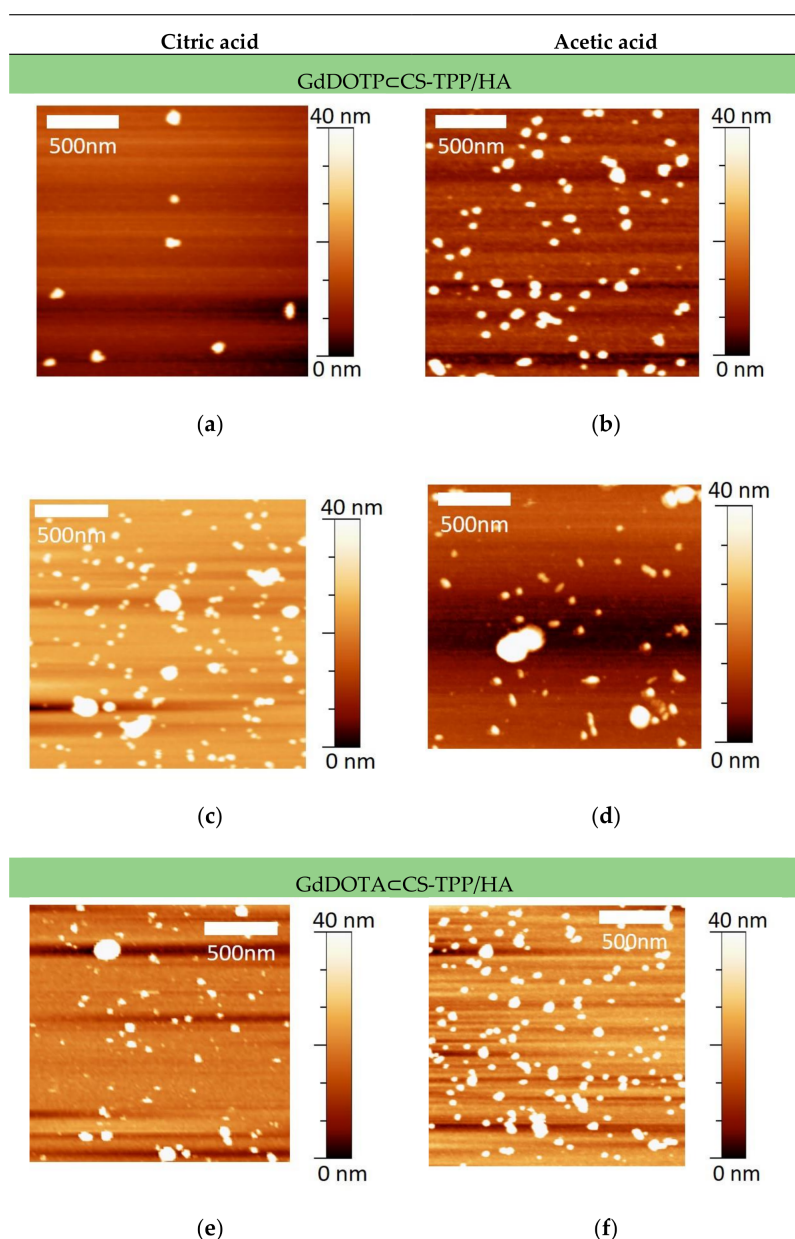 Citric acid Acetic acid
GdDOTP⊂CS-TPP/HA
40 nm 40 nm
500nm 500nm
0 nm 0 nm
(a) (b)
40 nm 40 nm
500nm 500nm
0 nm 0 nm
(c) (d)
GdDOTA⊂CS-TPP/HA
40 nm 40 nm
500nm 500nm
0 nm 0 nm
(e) (f)